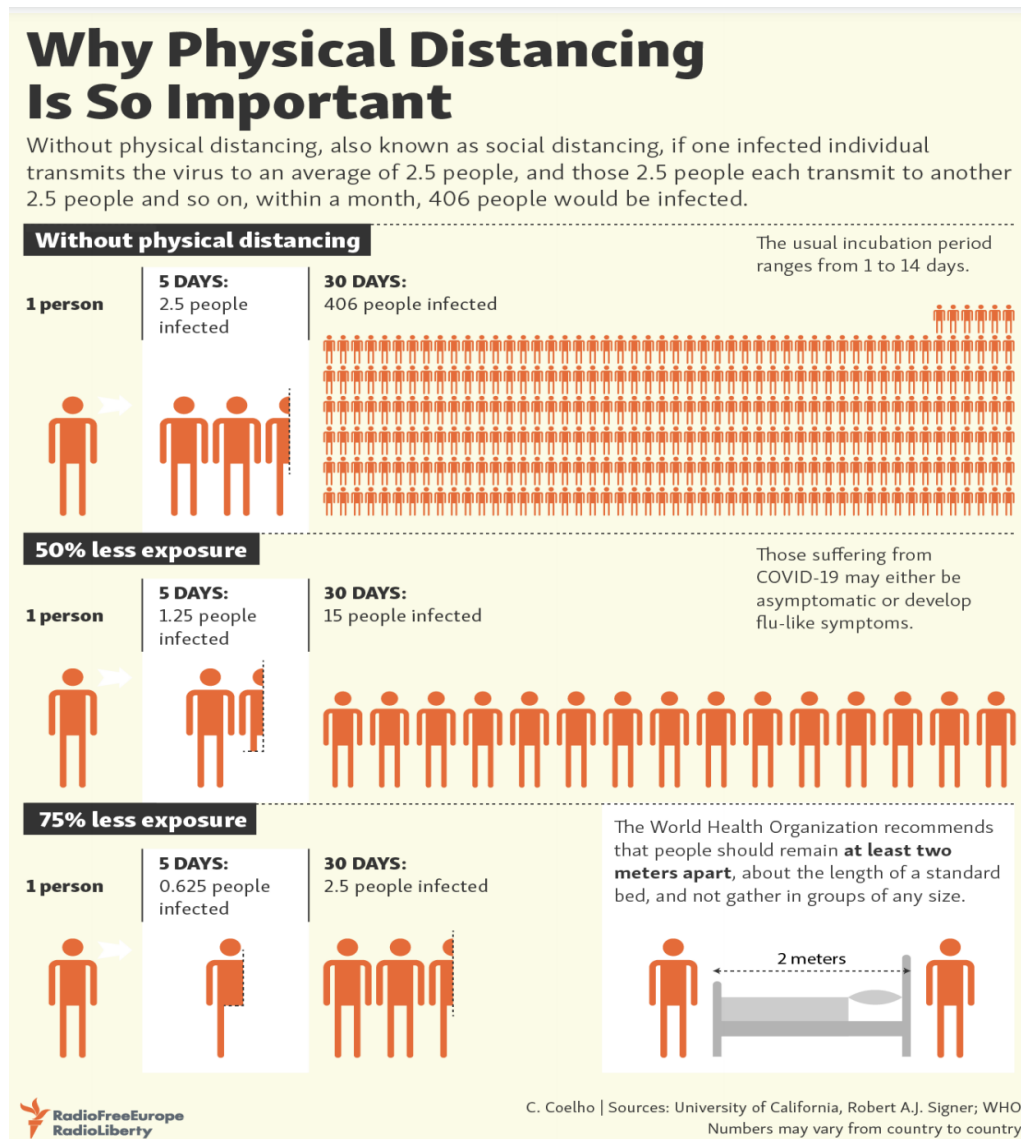 Why Physical Distancing
Is So Important
Without physical distancing, also known as social distancing, if one infected individual
transmits the virus to an average of 2.5 people, and those 2.5 people each transmit to another
2.5 people and so on, within a month, 406 people would be infected.
Without physical distancing
The usual incubation period
ranges from 1 to 14 days.
1 person
5 DAYS:
2.5 people
infected
30 DAYS:
406 people infected
50% less exposure
Those suffering from
COVID-19 may either be
asymptomatic or develop
flu-like symptoms.
1 person
5 DAYS:
1.25 people
infected
30 DAYS:
15 people infected
75% less exposure
1 person
5 DAYS:
0.625 people
infected
30 DAYS:
2.5 people infected
The World Health Organization recommends
that people should remain at least two
meters apart, about the length of a standard
bed, and not gather in groups of any size.
2 meters
RadioFreeEurope
RadioLiberty
C. Coelho | Sources: University of California, Robert A.J. Signer; WHO
Numbers may vary from country to country